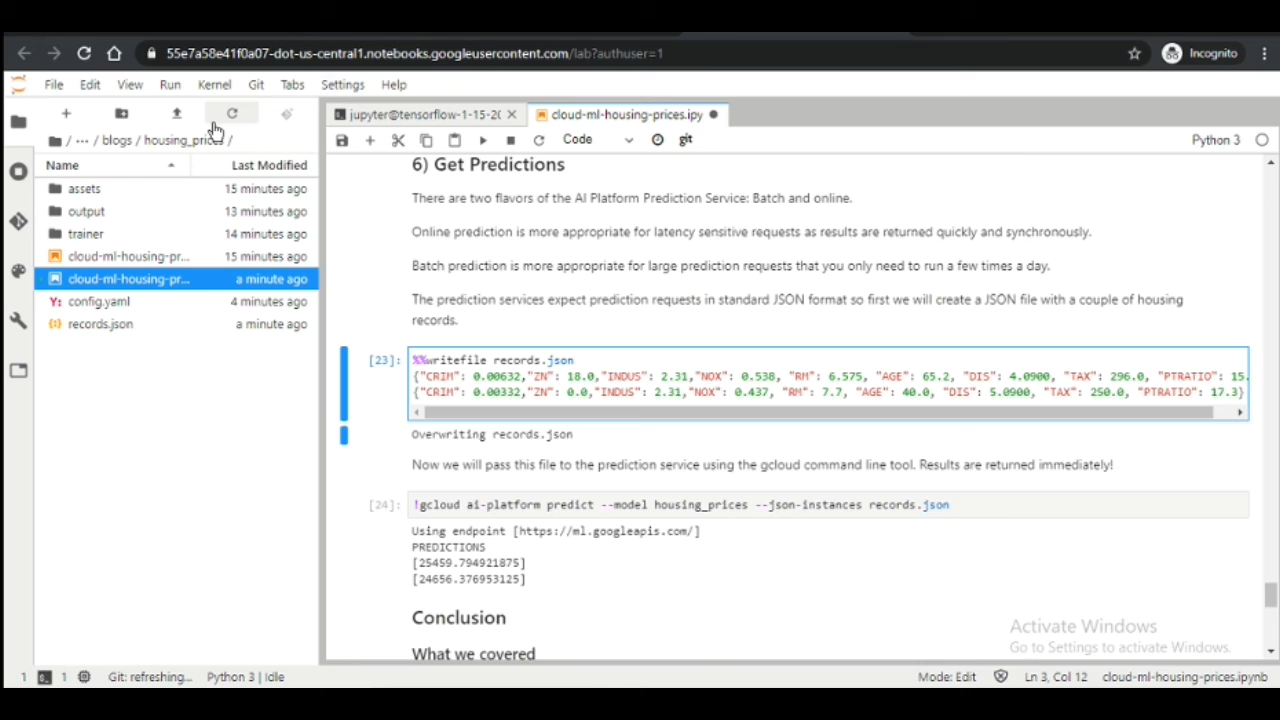 55e7a58e41f0a07-dot-us-central1.notebooks.googleusercontent.com/lab?authuser=1
Incognito
File Edit View Run Kernel Git Tabs Settings Help
jupyter@tensorflow-1-15-20
cloud-ml-housing-prices.ipy
/ ··· / blogs / housing_prices /
Code
git
Python 3
Name Last Modified
assets 15 minutes ago
output 13 minutes ago
trainer 14 minutes ago
cloud-ml-housing-pr... 15 minutes ago
cloud-ml-housing-pr... a minute ago
Y: config.yaml 4 minutes ago
{:} records.json a minute ago
6) Get Predictions
There are two flavors of the AI Platform Prediction Service: Batch and online.
Online prediction is more appropriate for latency sensitive requests as results are returned quickly and synchronously.
Batch prediction is more appropriate for large prediction requests that you only need to run a few times a day.
The prediction services expect prediction requests in standard JSON format so first we will create a JSON file with a couple of housing
records.
[23]: %%writefile records.json
{"CRIM": 0.00632,"ZN": 18.0,"INDUS": 2.31,"NOX": 0.538, "RM": 6.575, "AGE": 65.2, "DIS": 4.0900, "TAX": 296.0, "PTRATIO": 15.
{"CRIM": 0.00332,"ZN": 0.0,"INDUS": 2.31,"NOX": 0.437, "RM": 7.7, "AGE": 40.0, "DIS": 5.0900, "TAX": 250.0, "PTRATIO": 17.3}
Overwriting records.json
Now we will pass this file to the prediction service using the gcloud command line tool. Results are returned immediately!
[24]: !gcloud ai-platform predict --model housing_prices --json-instances records.json
Using endpoint [https://ml.googleapis.com/]
PREDICTIONS
[25459.794921875]
[24656.376953125]
Conclusion
What we covered
Activate Windows
Go to Settings to activate Windows.
1 1 Git: refreshing... Python 3 | Idle Mode: Edit Ln 3, Col 12 cloud-ml-housing-prices.ipynb